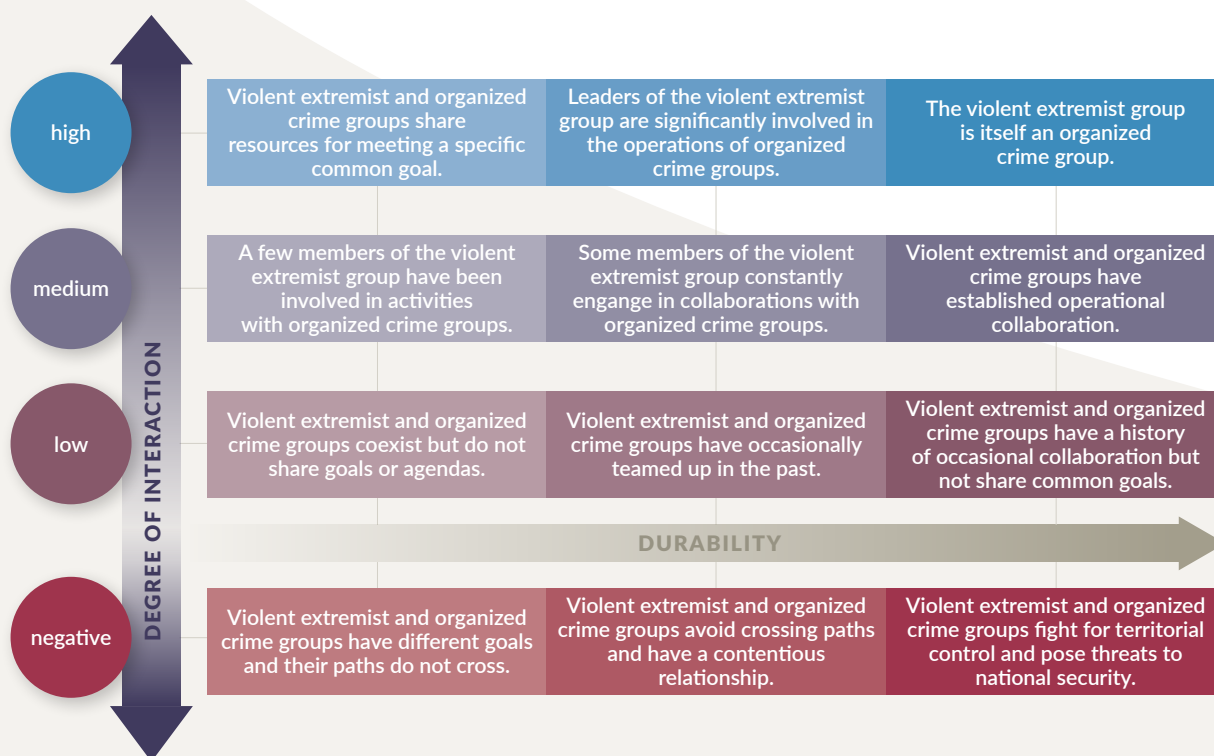 high
Violent extremist and organized
crime groups share
resources for meeting a specific
common goal.
Leaders of the violent extremist
group are significantly involved in
the operations of organized
crime groups.
The violent extremist group
is itself an organized
crime group.
medium
A few members of the violent
extremist group have been
involved in activities
with organized crime groups.
Some members of the violent
extremist group constantly
engange in collaborations with
organized crime groups.
Violent extremist and organized
crime groups have
established operational
collaboration.
DEGREE OF INTERACTION
low
Violent extremist and organized
crime groups coexist but do not
share goals or agendas.
Violent extremist and organized
crime groups have occasionally
teamed up in the past.
Violent extremist and organized
crime groups have a history
of occasional collaboration but
not share common goals.
DURABILITY
negative
Violent extremist and organized
crime groups have different goals
and their paths do not cross.
Violent extremist and organized
crime groups avoid crossing paths
and have a contentious
relationship.
Violent extremist and organized
crime groups fight for territorial
control and pose threats to
national security.